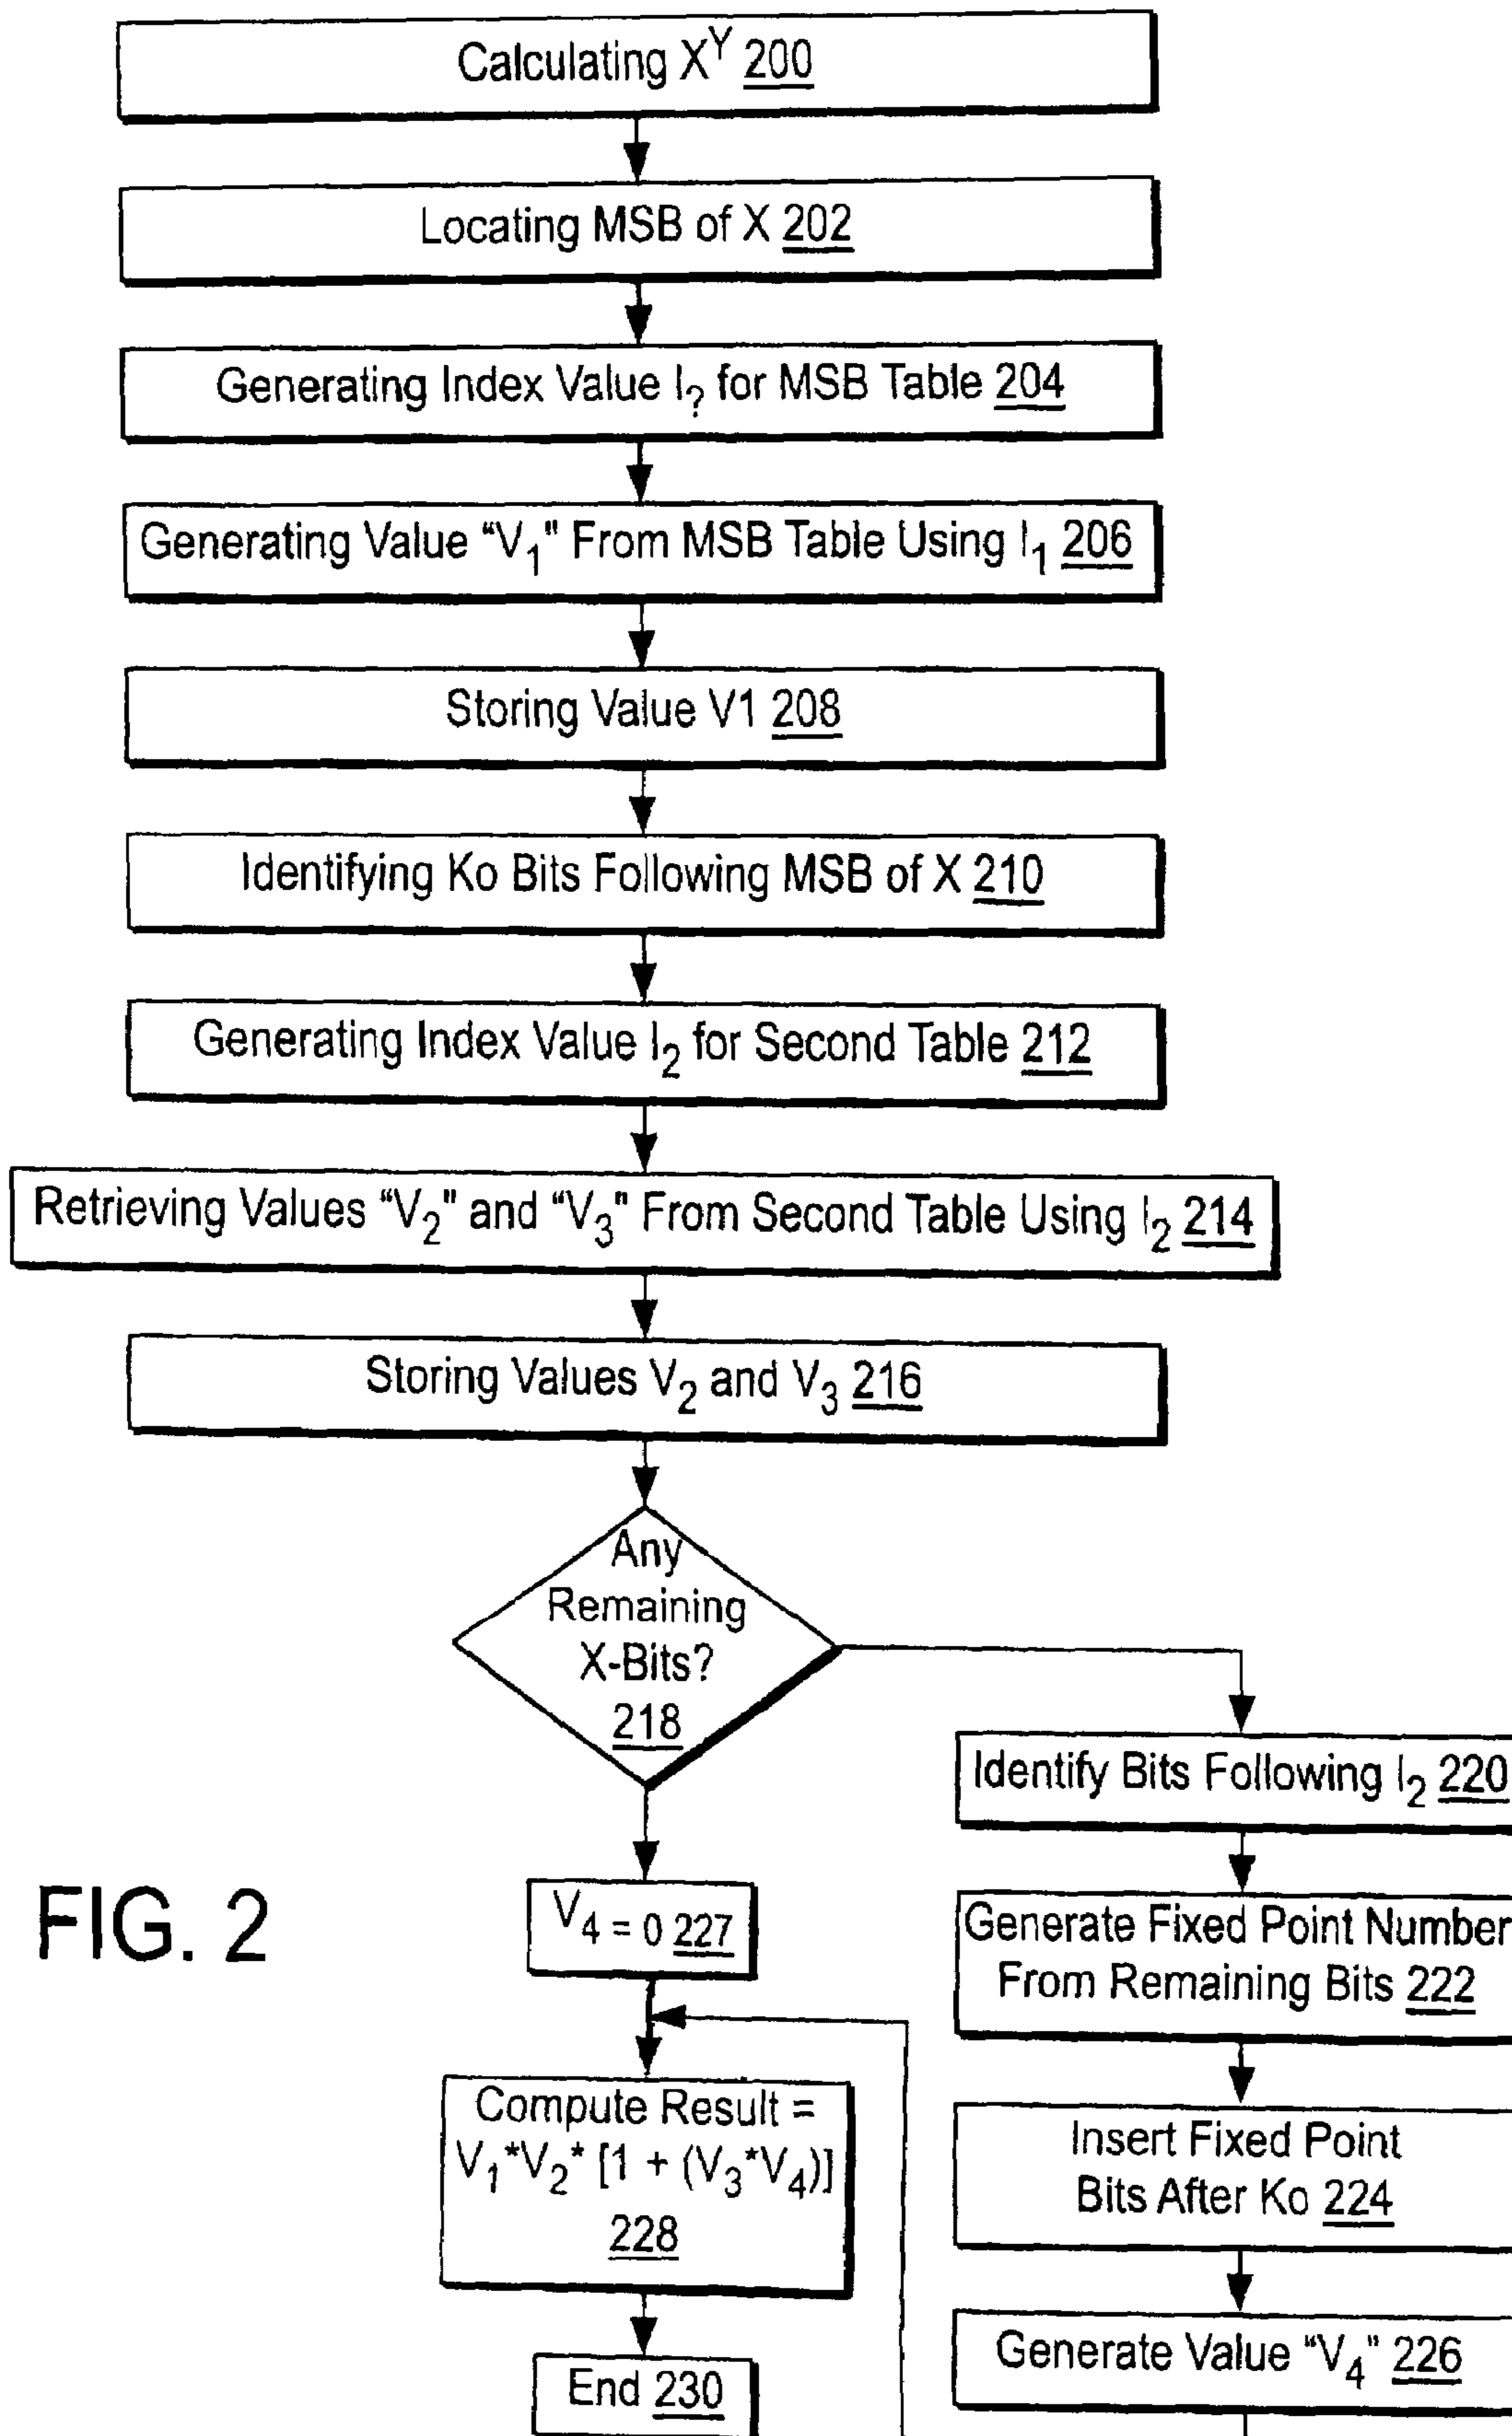 Calculating X^Y 200
Locating MSB of X 202
Generating Index Value I? for MSB Table 204
Generating Value "V1" From MSB Table Using I1 206
Storing Value V1 208
Identifying Ko Bits Following MSB of X 210
Generating Index Value I2 for Second Table 212
Retrieving Values "V2" and "V3" From Second Table Using I2 214
Storing Values V2 and V3 216
Any
Remaining
X-Bits?
218
Identify Bits Following I2 220
Generate Fixed Point Number
From Remaining Bits 222
Insert Fixed Point
Bits After Ko 224
Generate Value "V4" 226
V4 = 0 227
Compute Result =
V1*V2* [1 + (V3*V4)]
228
End 230
FIG. 2